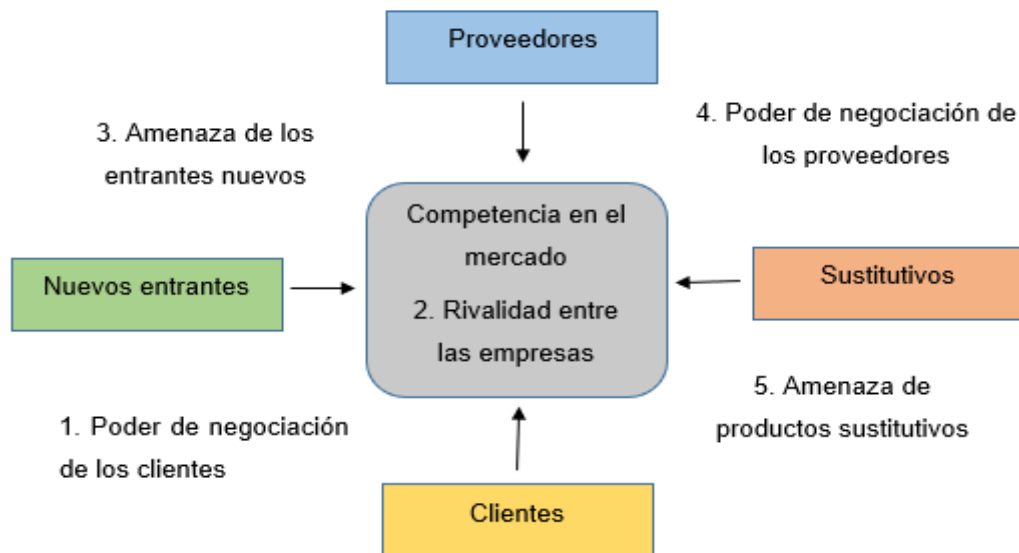 Proveedores
3. Amenaza de los
entrantes nuevos
4. Poder de negociación de
los proveedores
Competencia en el
mercado
2. Rivalidad entre
las empresas
Nuevos entrantes
Sustitutivos
1. Poder de negociación
de los clientes
5. Amenaza de
productos sustitutivos
Clientes